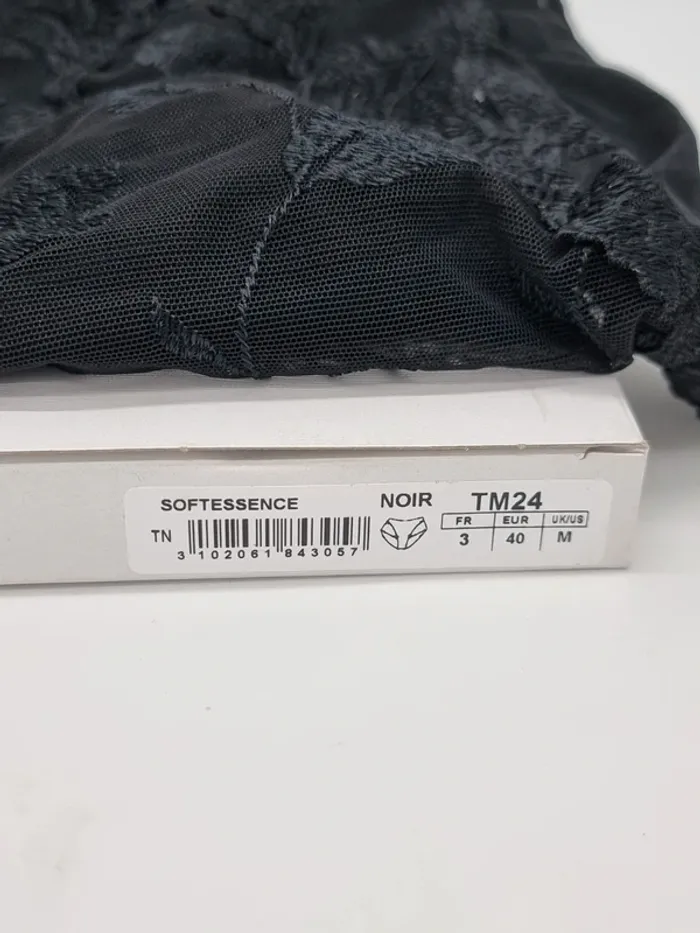 SOFTESSENCE NOIR TM24
TN
3 102061 843057
FR EUR UK/US
3 40 M